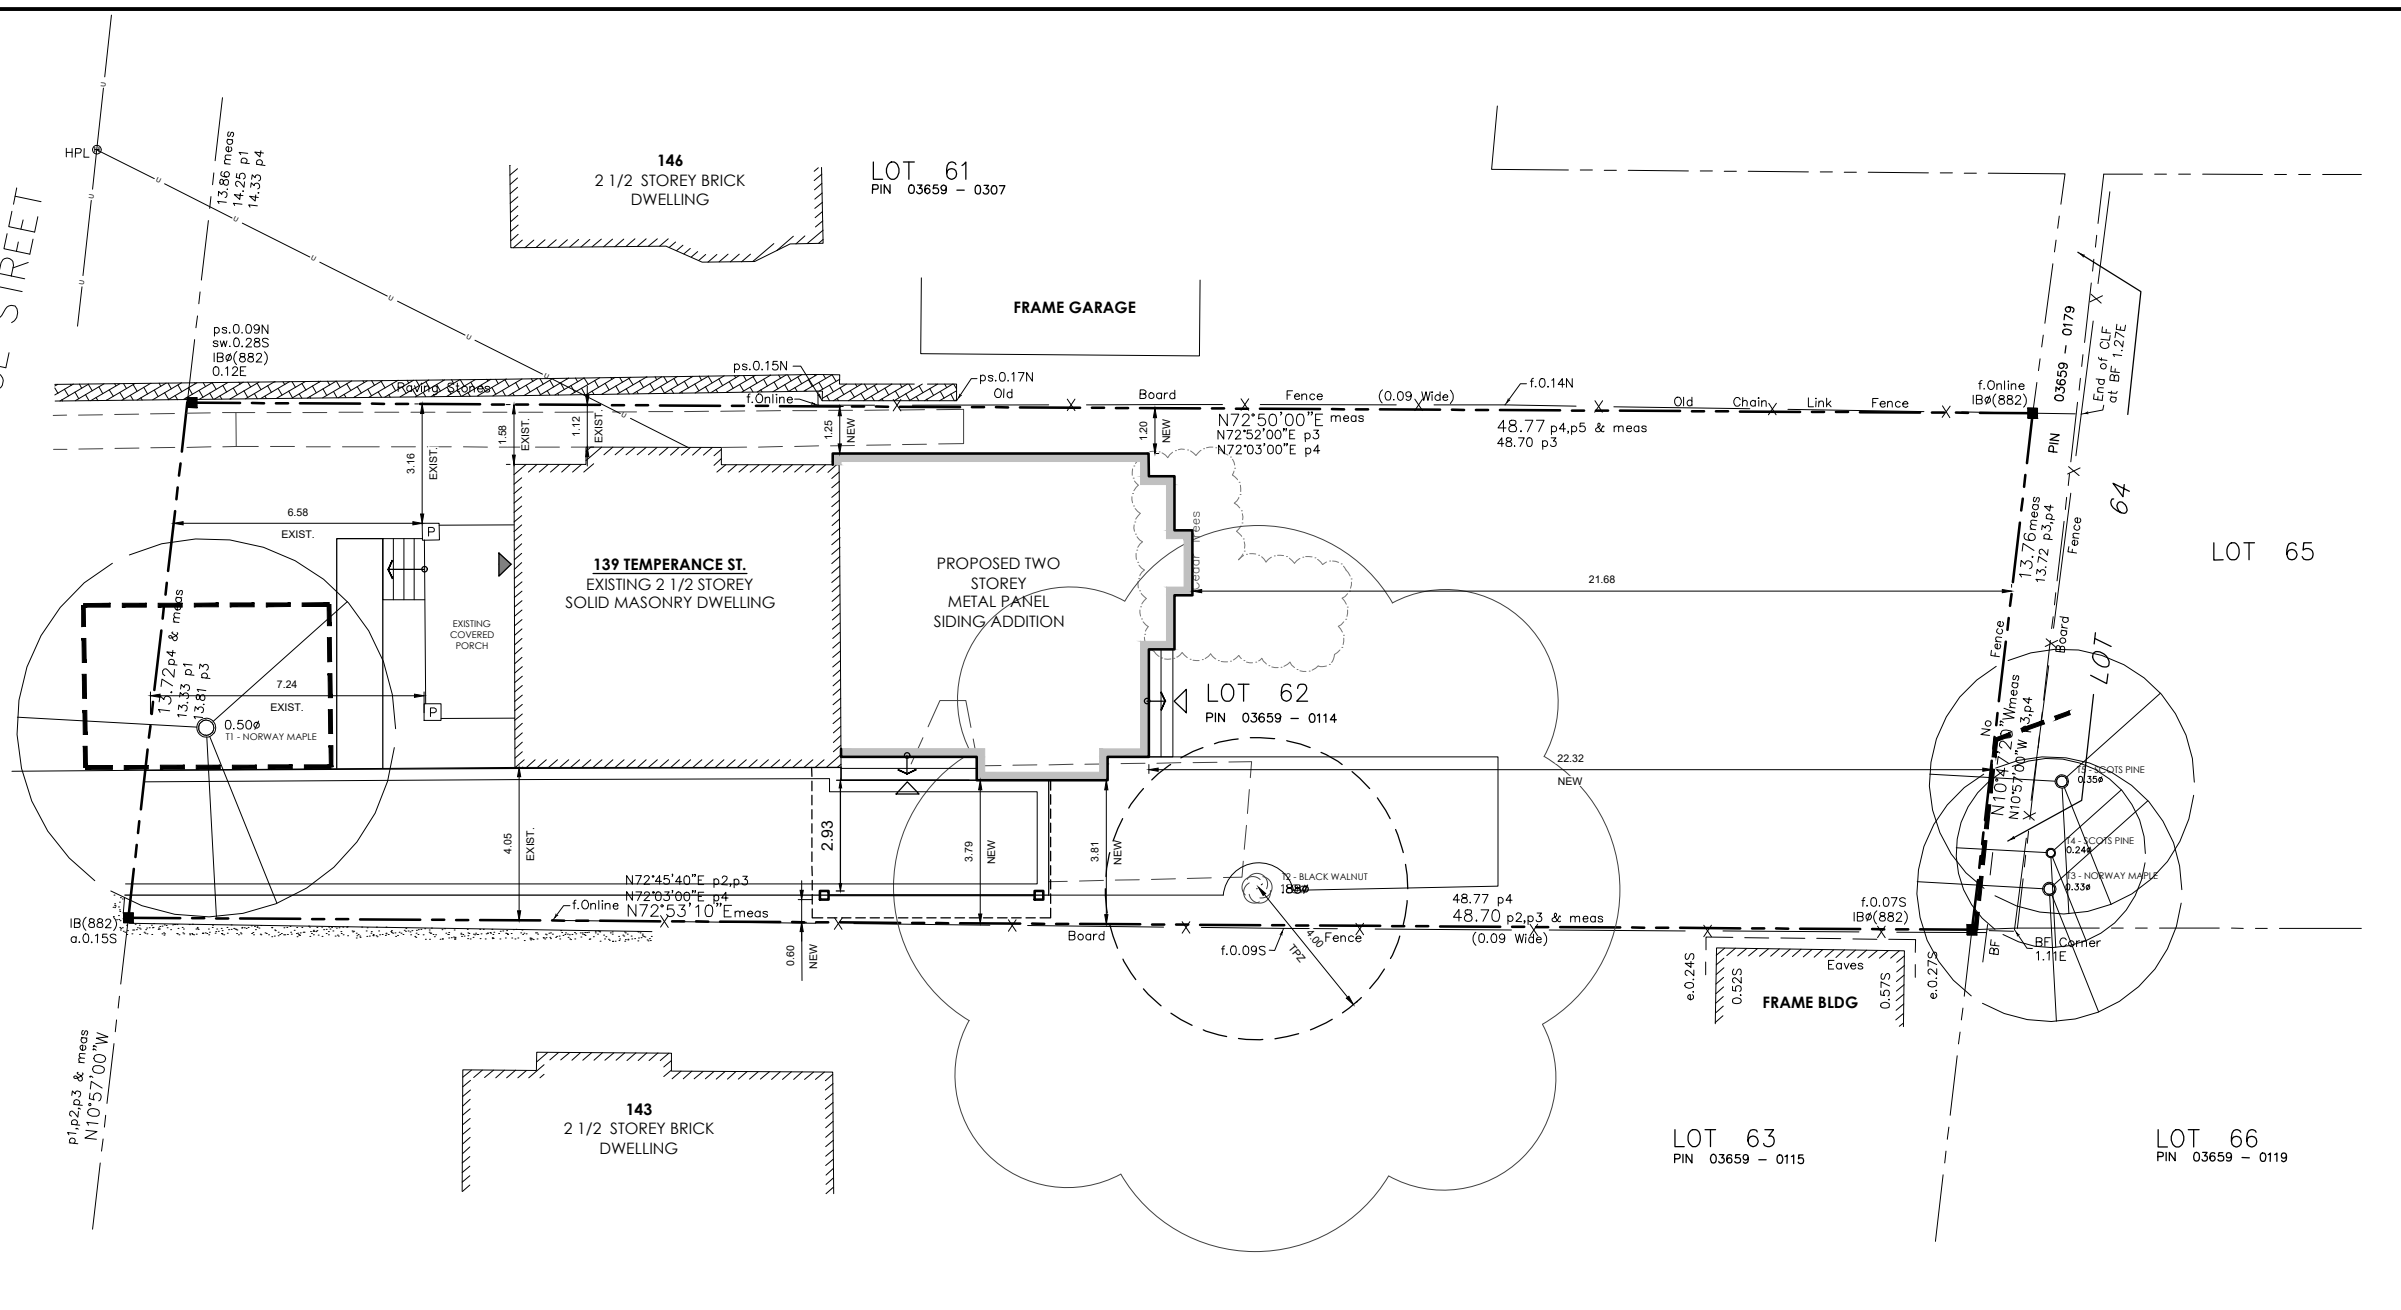 STREET
HPL
13.86 meas
14.25 p1
14.33 p4
146
2 1/2 STOREY BRICK
DWELLING
LOT 61
PIN 03659 - 0307
FRAME GARAGE
ps.0.09N
sw.0.28S
IBø(882)
0.12E
Paving Stones
ps.0.15N
f.Online
ps.0.17N
Old Board Fence (0.09 Wide)
f.0.14N
Old Chain Link Fence
f.Online
IBø(882)
PIN 03659 - 0179
End of CLF
at BF 1.27E
N72°50'00"E meas
N72°52'00"E p3
N72°03'00"E p4
48.77 p4,p5 & meas
48.70 p3
3.16
EXIST.
1.58
EXIST.
1.12
EXIST.
1.25
NEW
1.20
NEW
6.58
EXIST.
P
139 TEMPERANCE ST.
EXISTING 2 1/2 STOREY
SOLID MASONRY DWELLING
PROPOSED TWO
STOREY
METAL PANEL
SIDING ADDITION
21.68
13.76 meas
13.72 p3,p4
Fence
LOT 64
LOT 65
EXISTING
COVERED
PORCH
13.72 p4 & meas
13.33 p1
13.81 p3
7.24
EXIST.
P
0.50ø
T1 - NORWAY MAPLE
LOT 62
PIN 03659 - 0114
Fence
Board
No
N10°47'20"W meas
22.32
NEW
T5 - SCOTS PINE
0.35ø
T4 - SCOTS PINE
0.24ø
T3 - NORWAY MAPLE
0.33ø
4.05
EXIST.
2.93
3.79
NEW
3.81
NEW
T2 - BLACK WALNUT
N72°45'40"E p2,p3
N72°03'00"E p4
N72°53'10"E meas
f.Online
IB(882)
a.0.15S
0.60
NEW
Board
f.0.09S
Fence
4.00
TPZ
48.77 p4
48.70 p2,p3 & meas
(0.09 Wide)
f.0.07S
IBø(882)
BF
BF Corner
1.11E
e.0.24S
0.52S
Eaves
0.57S
e.0.27S
FRAME BLDG
p1,p2,p3 & meas
N10°57'00"W
143
2 1/2 STOREY BRICK
DWELLING
LOT 63
PIN 03659 - 0115
LOT 66
PIN 03659 - 0119